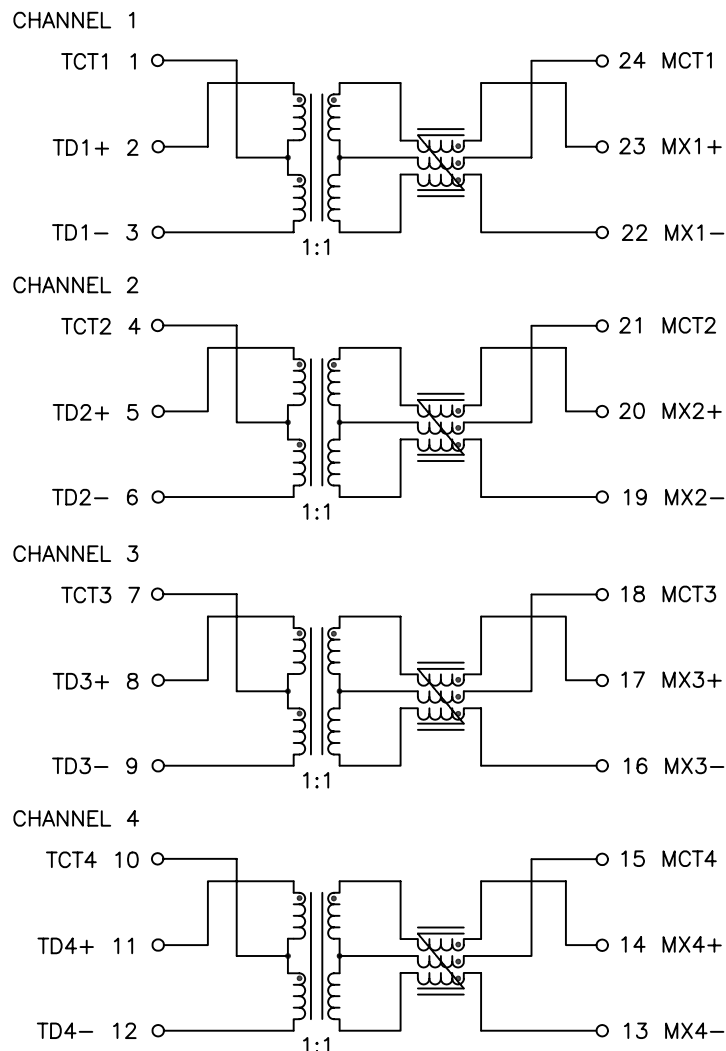 CHANNEL 1
TCT1 1 24 MCT1
TD1+ 2 23 MX1+
TD1− 3 22 MX1−
1:1
CHANNEL 2
TCT2 4 21 MCT2
TD2+ 5 20 MX2+
TD2− 6 19 MX2−
1:1
CHANNEL 3
TCT3 7 18 MCT3
TD3+ 8 17 MX3+
TD3− 9 16 MX3−
1:1
CHANNEL 4
TCT4 10 15 MCT4
TD4+ 11 14 MX4+
TD4− 12 13 MX4−
1:1